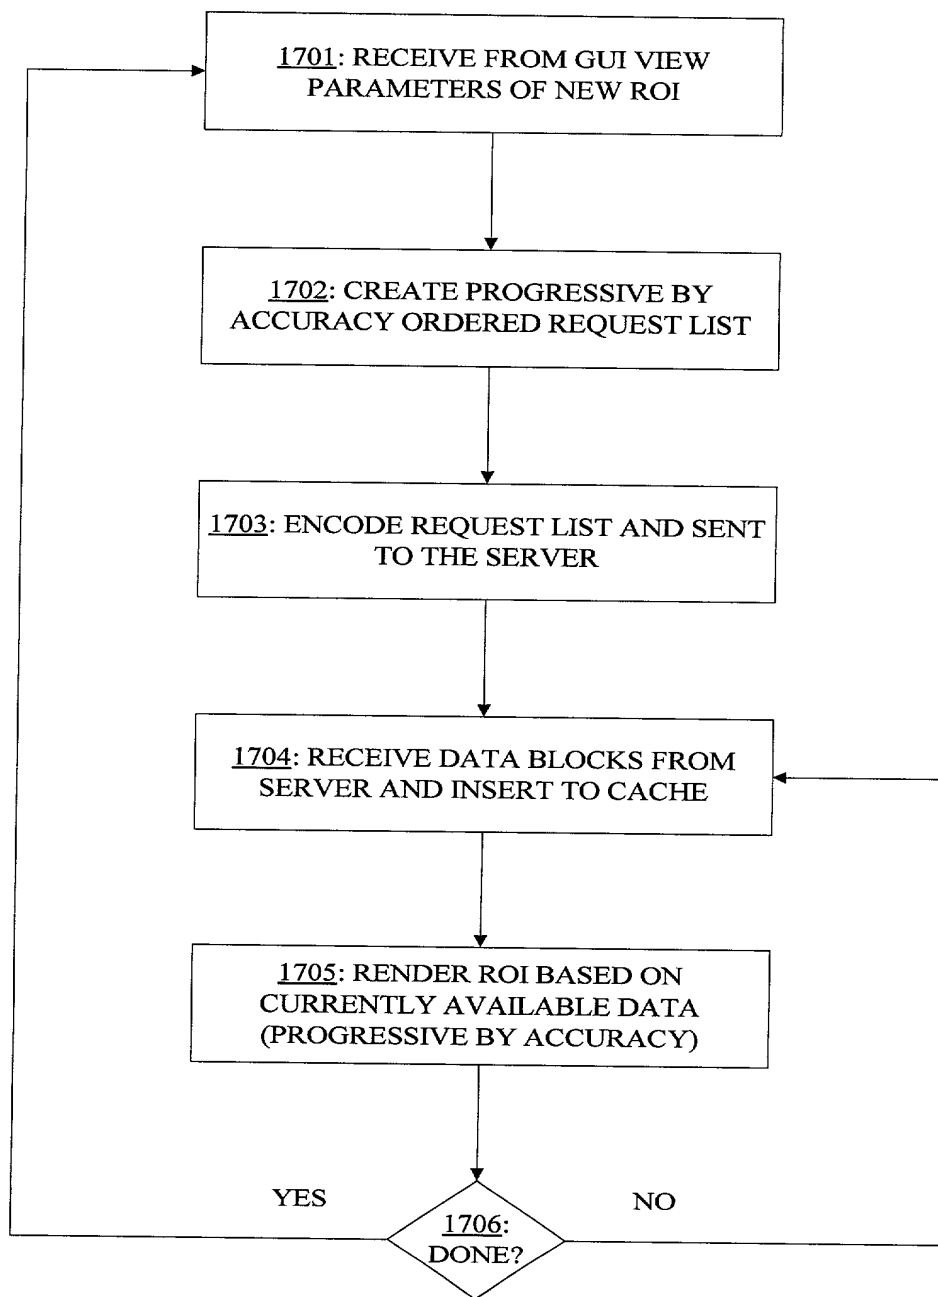 1701: RECEIVE FROM GUI VIEW
PARAMETERS OF NEW ROI
1702: CREATE PROGRESSIVE BY
ACCURACY ORDERED REQUEST LIST
1703: ENCODE REQUEST LIST AND SENT
TO THE SERVER
1704: RECEIVE DATA BLOCKS FROM
SERVER AND INSERT TO CACHE
1705: RENDER ROI BASED ON
CURRENTLY AVAILABLE DATA
(PROGRESSIVE BY ACCURACY)
YES
NO
1706:
DONE?